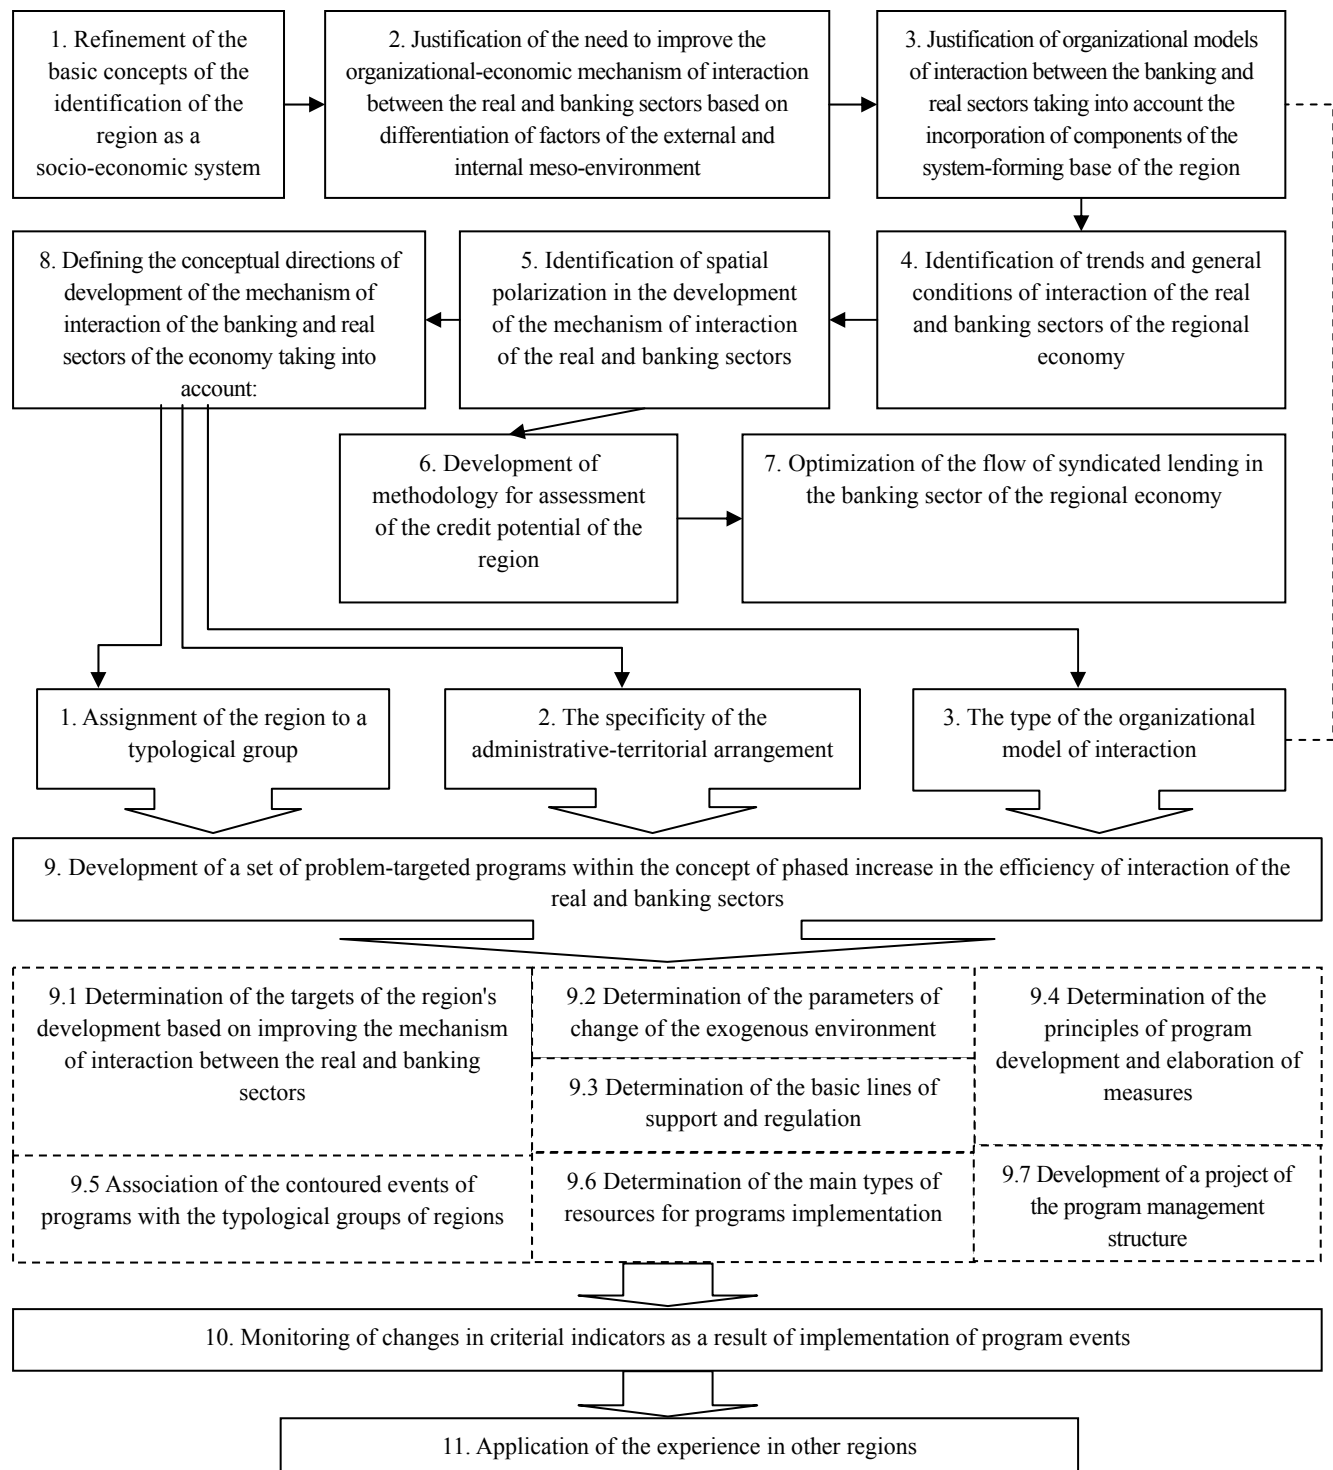 1. Refinement of the
basic concepts of the
identification of the
region as a
socio-economic system
2. Justification of the need to improve the
organizational-economic mechanism of interaction
between the real and banking sectors based on
differentiation of factors of the external and
internal meso-environment
3. Justification of organizational models
of interaction between the banking and
real sectors taking into account the
incorporation of components of the
system-forming base of the region
8. Defining the conceptual directions of
development of the mechanism of
interaction of the banking and real
sectors of the economy taking into
account:
5. Identification of spatial
polarization in the development
of the mechanism of interaction
of the real and banking sectors
4. Identification of trends and general
conditions of interaction of the real
and banking sectors of the regional
economy
6. Development of
methodology for assessment
of the credit potential of the
region
7. Optimization of the flow of syndicated lending in
the banking sector of the regional economy
1. Assignment of the region to a
typological group
2. The specificity of the
administrative-territorial arrangement
3. The type of the organizational
model of interaction
9. Development of a set of problem-targeted programs within the concept of phased increase in the efficiency of interaction of the
real and banking sectors
9.1 Determination of the targets of the region's
development based on improving the mechanism
of interaction between the real and banking
sectors
9.2 Determination of the parameters of
change of the exogenous environment
9.3 Determination of the basic lines of
support and regulation
9.4 Determination of the
principles of program
development and elaboration of
measures
9.5 Association of the contoured events of
programs with the typological groups of regions
9.6 Determination of the main types of
resources for programs implementation
9.7 Development of a project of
the program management
structure
10. Monitoring of changes in criterial indicators as a result of implementation of program events
11. Application of the experience in other regions